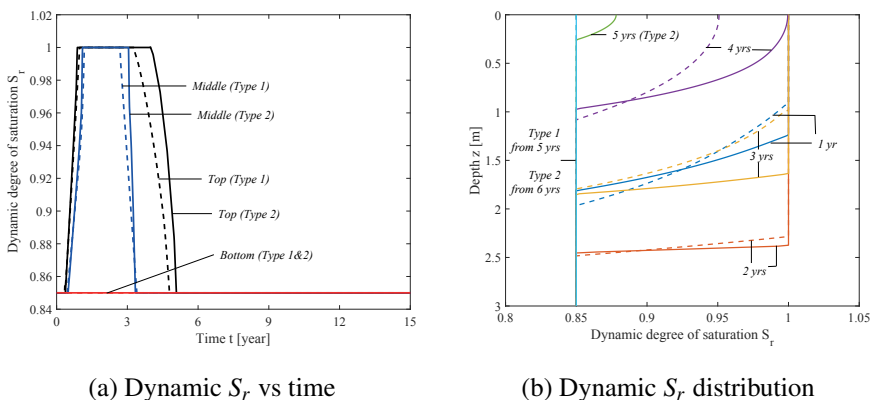 1.02
1
0.98
0.96
0.94
0.92
0.9
0.88
0.86
0.84
Dynamic degree of saturation S_r
Middle (Type 1)
Middle (Type 2)
Top (Type 1)
Top (Type 2)
Bottom (Type 1&2)
0 3 6 9 12 15
Time t [year]
(a) Dynamic S_r vs time
0
0.5
1
1.5
2
2.5
3
Depth z [m]
5 yrs (Type 2)
4 yrs
Type 1
from 5 yrs
1 yr
3 yrs
Type 2
from 6 yrs
2 yrs
0.8 0.85 0.9 0.95 1 1.05
Dynamic degree of saturation S_r
(b) Dynamic S_r distribution